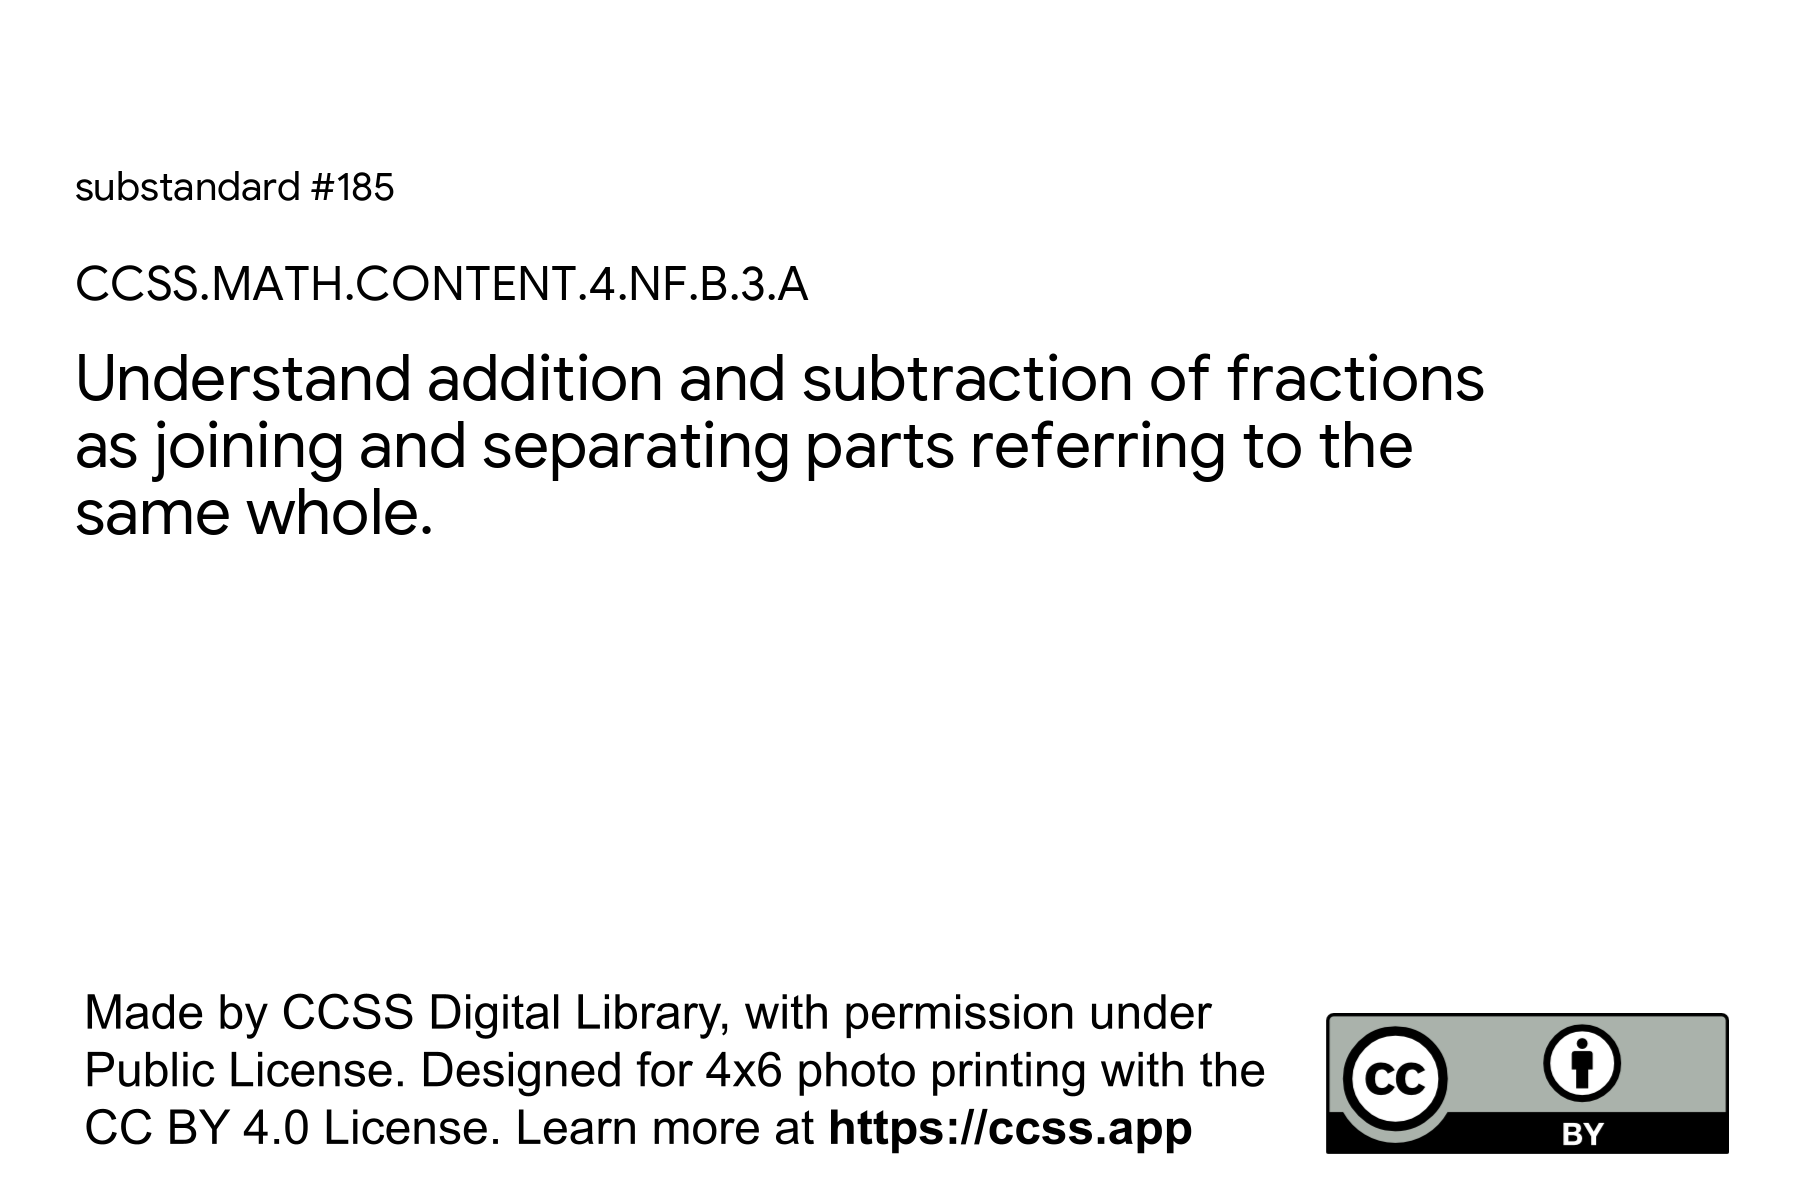 substandard #185
CCSS.MATH.CONTENT.4.NF.B.3.A
Understand addition and subtraction of fractions
as joining and separating parts referring to the
same whole.
Made by CCSS Digital Library, with permission under
Public License. Designed for 4x6 photo printing with the
CC BY 4.0 License. Learn more at https://ccss.app
CC
BY